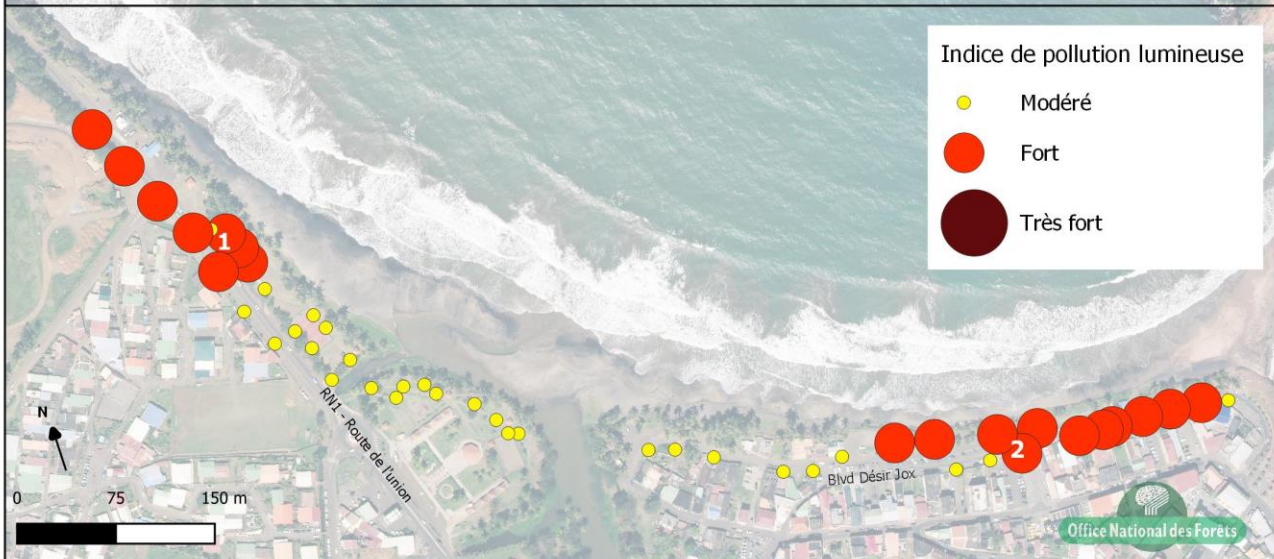 Indice de pollution lumineuse
Modéré
Fort
Très fort
1
RN1 - Route de l'union
N
0 75 150 m
2
Blvd Désir Jox
Office National des Forêts